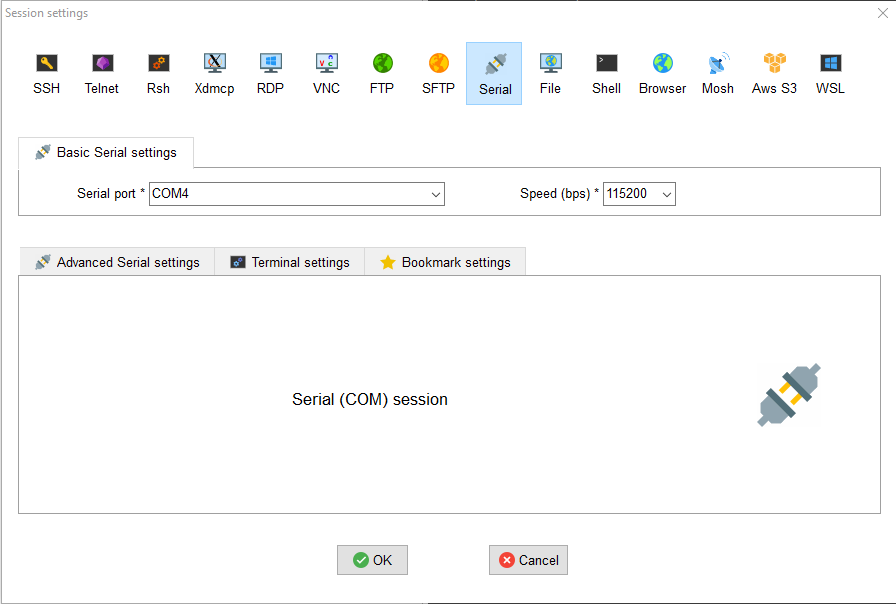 Session settings
SSH Telnet Rsh Xdmcp RDP VNC FTP SFTP Serial File Shell Browser Mosh Aws S3 WSL
Basic Serial settings
Serial port * COM4 Speed (bps) * 115200
Advanced Serial settings Terminal settings Bookmark settings
Serial (COM) session
OK Cancel